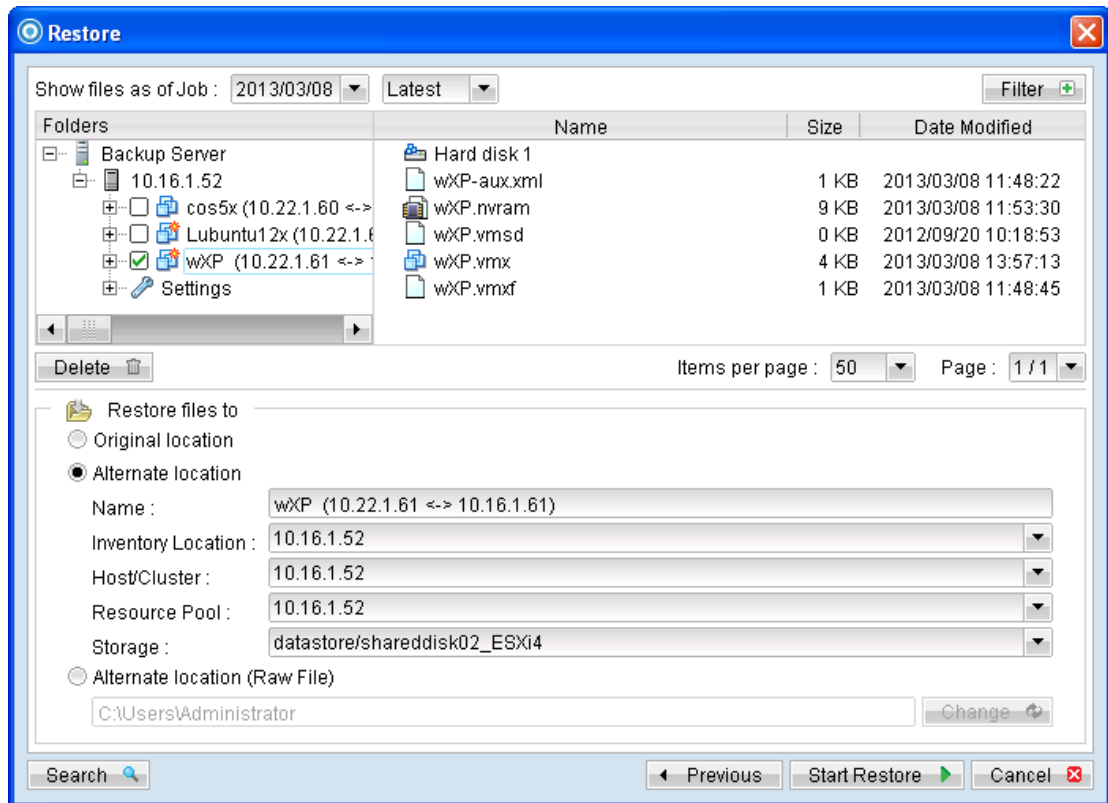 Restore
Show files as of Job : 2013/03/08 Latest Filter
Folders Name Size Date Modified
Backup Server Hard disk 1
10.16.1.52 wXP-aux.xml 1 KB 2013/03/08 11:48:22
cos5x (10.22.1.60 <-> wXP.nvram 9 KB 2013/03/08 11:53:30
Lubuntu12x (10.22.1.6 wXP.vmsd 0 KB 2012/09/20 10:18:53
wXP (10.22.1.61 <-> wXP.vmx 4 KB 2013/03/08 13:57:13
Settings wXP.vmxf 1 KB 2013/03/08 11:48:45
Delete Items per page : 50 Page : 1 / 1
Restore files to
Original location
Alternate location
Name : wXP (10.22.1.61 <-> 10.16.1.61)
Inventory Location : 10.16.1.52
Host/Cluster : 10.16.1.52
Resource Pool : 10.16.1.52
Storage : datastore/shareddisk02_ESXi4
Alternate location (Raw File)
C:\Users\Administrator Change
Search Previous Start Restore Cancel